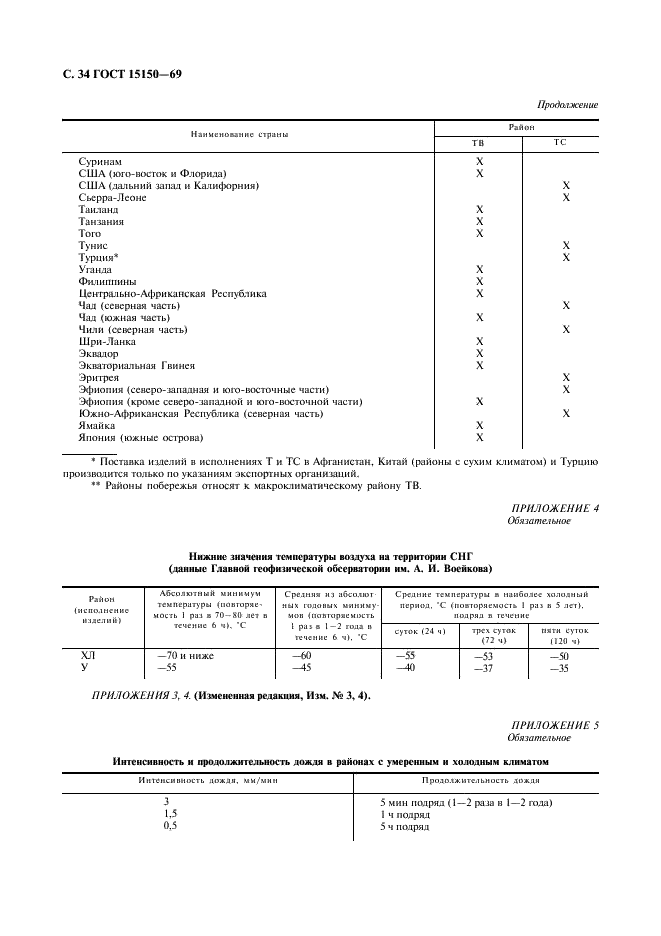 С. 34 ГОСТ 15150—69
Продолжение
Наименование страны
Район
ТВ ТС
Суринам X
США (юго-восток и Флорида) X
США (дальний запад и Калифорния) X
Сьерра-Леоне X
Таиланд X
Танзания X
Того X
Тунис X
Турция* X
Уганда X
Филиппины X
Центрально-Африканская Республика X
Чад (северная часть) X
Чад (южная часть) X
Чили (северная часть) X
Шри-Ланка X
Эквадор X
Экваториальная Гвинея X
Эритрея X
Эфиопия (северо-западная и юго-восточные части) X
Эфиопия (кроме северо-западной и юго-восточной части) X
Южно-Африканская Республика (северная часть) X
Ямайка X
Япония (южные острова) X
* Поставка изделий в исполнениях Т и ТС в Афганистан, Китай (районы с сухим климатом) и Турцию
производится только по указаниям экспортных организаций.
** Районы побережья относят к макроклиматическому району ТВ.
ПРИЛОЖЕНИЕ 4
Обязательное
Нижние значения температуры воздуха на территории СНГ
(данные Главной геофизической обсерватории им. А. И. Воейкова)
Район
(исполнение
изделий)
Абсолютный минимум
температуры (повторяе-
мость 1 раз в 70—80 лет в
течение 6 ч), °С
Средняя из абсолют-
ных годовых миниму-
мов (повторяемость
1 раз в 1—2 года в
течение 6 ч), °С
Средние температуры в наиболее холодный
период, °С (повторяемость 1 раз в 5 лет),
подряд в течение
суток (24 ч)
трех суток
(72 ч)
пяти суток
(120 ч)
ХЛ —70 и ниже —60 —55 —53 —50
У —55 —45 —40 —37 —35
ПРИЛОЖЕНИЯ 3, 4. (Измененная редакция, Изм. № 3, 4).
ПРИЛОЖЕНИЕ 5
Обязательное
Интенсивность и продолжительность дождя в районах с умеренным и холодным климатом
Интенсивность дождя, мм/мин Продолжительность дождя
3 5 мин подряд (1—2 раза в 1—2 года)
1,5 1 ч подряд
0,5 5 ч подряд